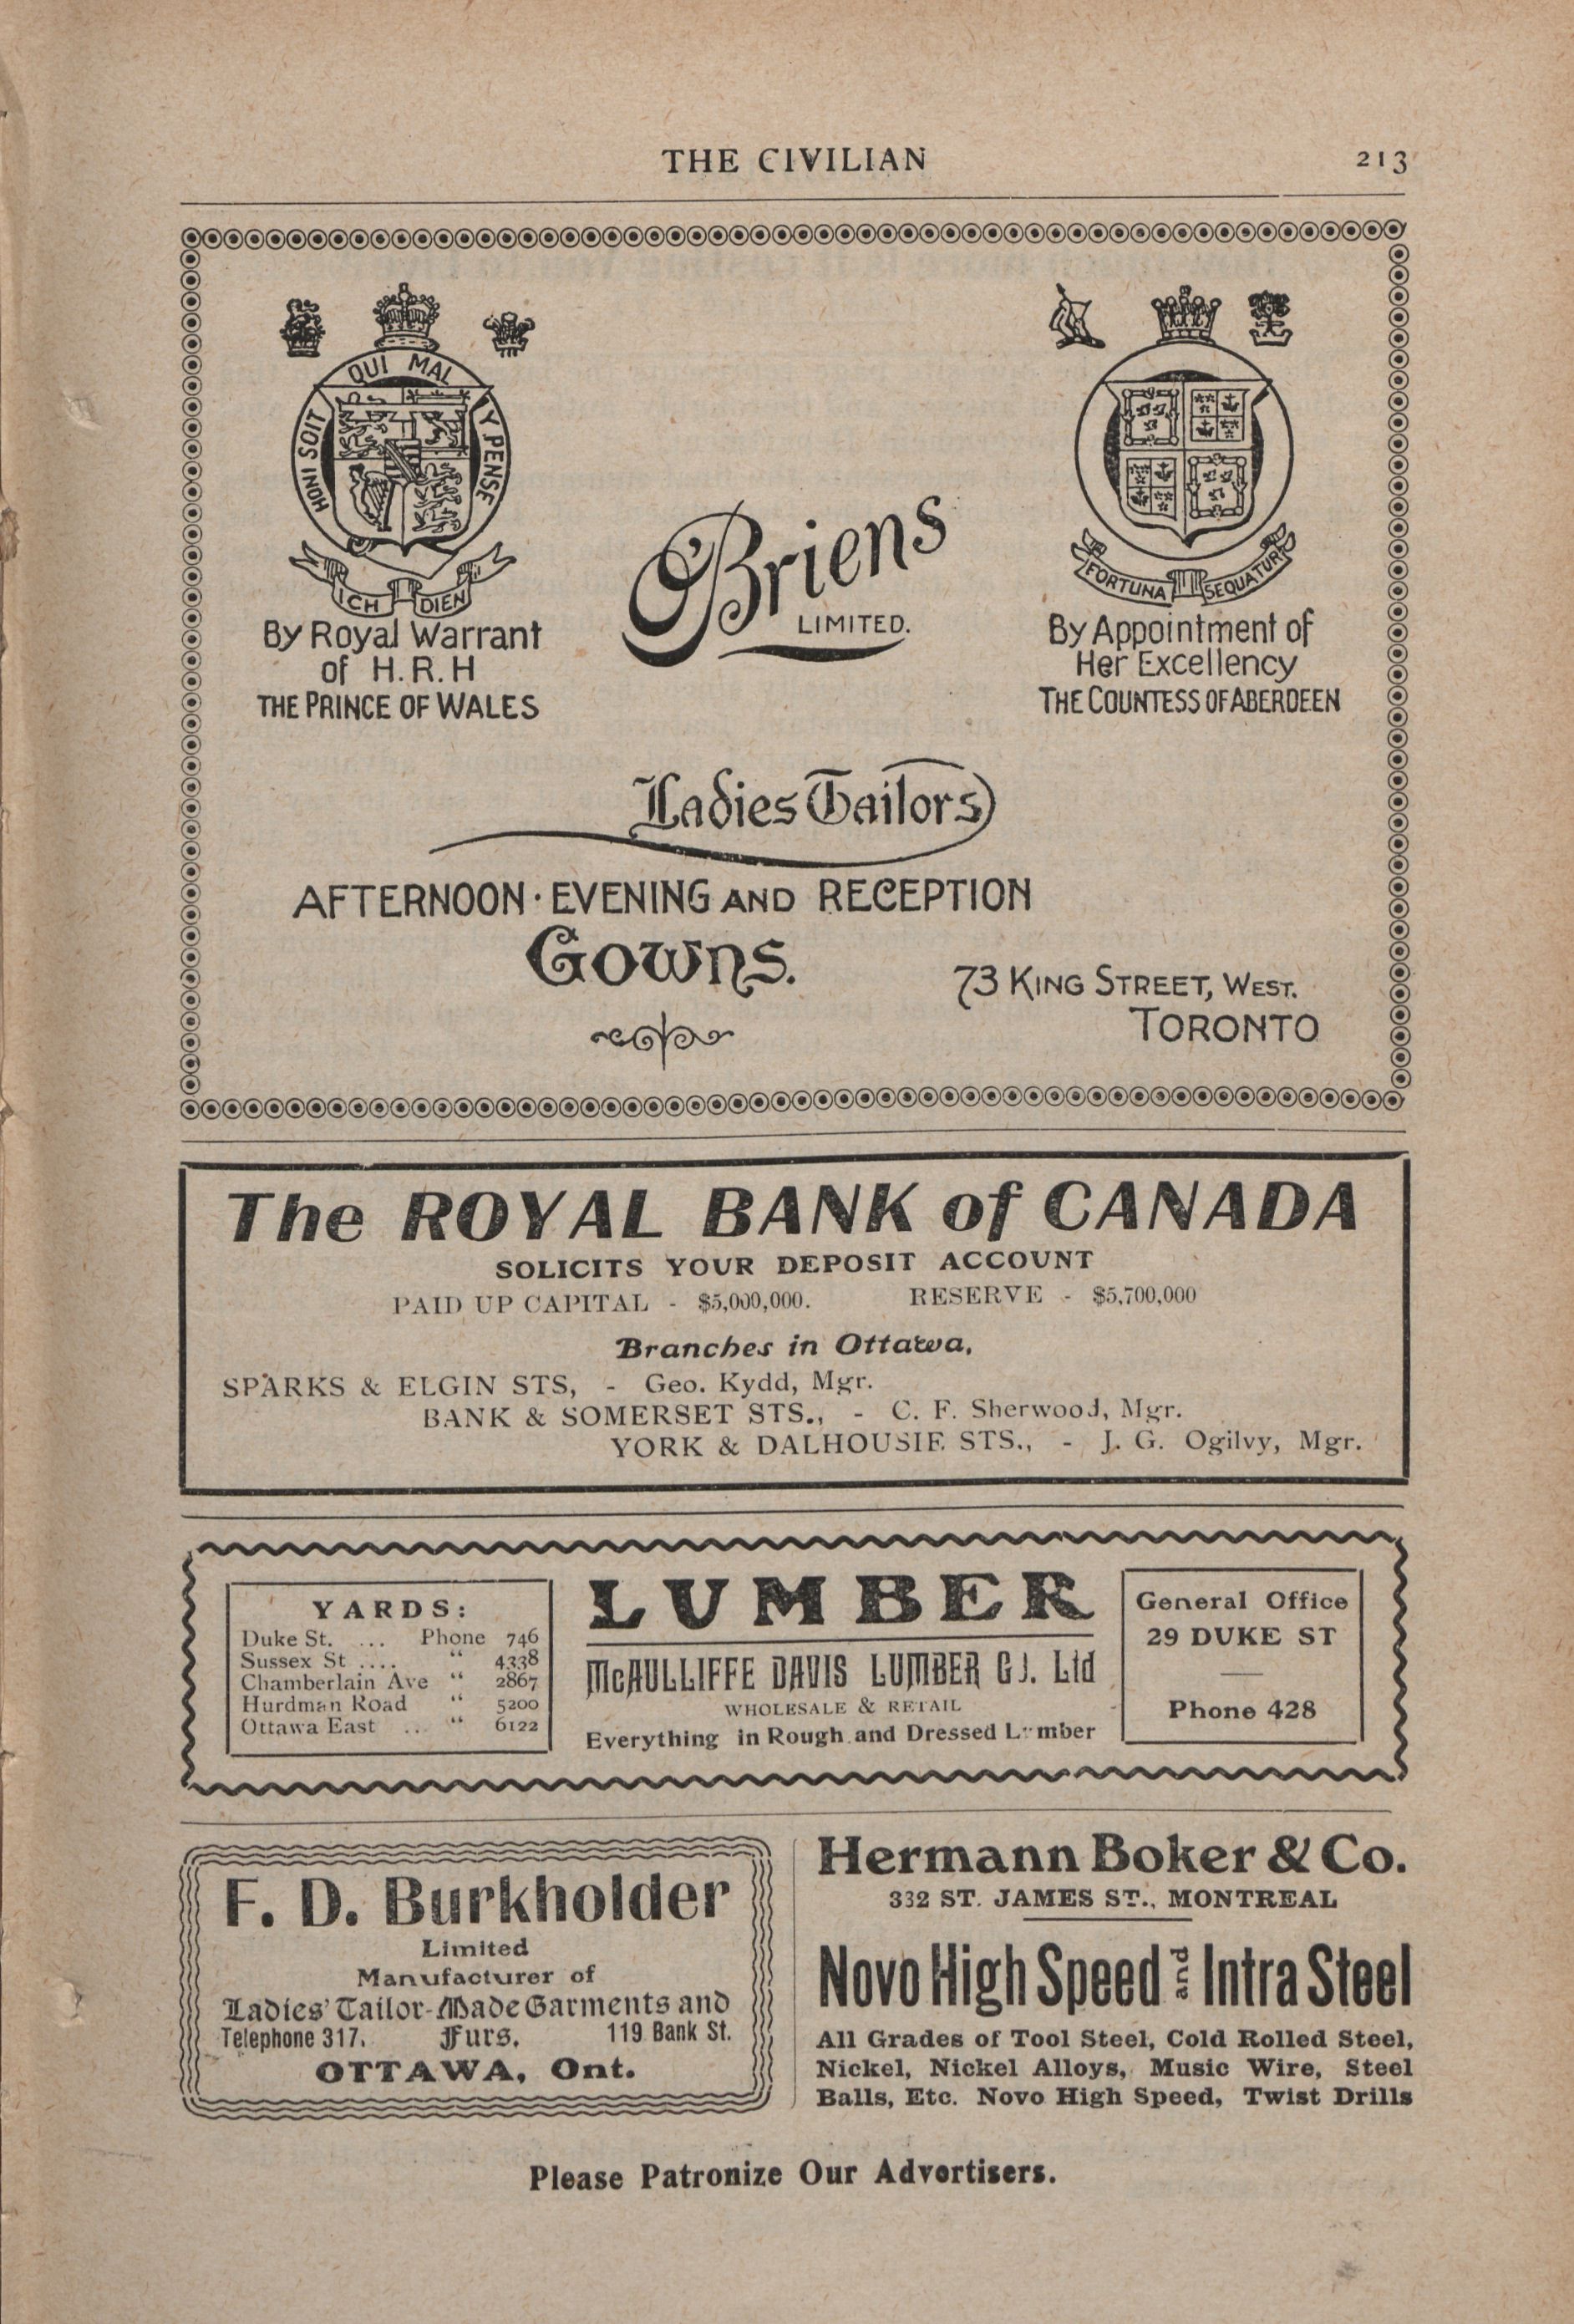 THE CIVILIAN 213
HONI SOIT QUI MAL Y PENSE
ICH DIEN
By Royal Warrant
of H.R.H
THE PRINCE OF WALES
O'Briens
LIMITED.
FORTUNA SEQUATUR
By Appointment of
Her Excellency
THE COUNTESS OF ABERDEEN
Ladies Tailors
AFTERNOON · EVENING AND RECEPTION
GOWNS.
73 KING STREET, WEST.
TORONTO
The ROYAL BANK of CANADA
SOLICITS YOUR DEPOSIT ACCOUNT
PAID UP CAPITAL - $5,000,000. RESERVE - $5,700,000
Branches in Ottawa,
SPARKS & ELGIN STS, - Geo. Kydd, Mgr.
BANK & SOMERSET STS., - C. F. Sherwood, Mgr.
YORK & DALHOUSIE STS., - J. G. Ogilvy, Mgr.
YARDS:
Duke St. ... Phone 746
Sussex St .... " 4338
Chamberlain Ave " 2867
Hurdman Road " 5200
Ottawa East ... " 6122
LUMBER
McAULLIFFE DAVIS LUMBER CO. Ltd
WHOLESALE & RETAIL
Everything in Rough and Dressed Lumber
General Office
29 DUKE ST
Phone 428
F. D. Burkholder
Limited
Manufacturer of
Ladies' Tailor-Made Garments and
Telephone 317. Furs. 119 Bank St.
OTTAWA, Ont.
Hermann Boker & Co.
332 ST. JAMES ST., MONTREAL
Novo High Speed and Intra Steel
All Grades of Tool Steel, Cold Rolled Steel,
Nickel, Nickel Alloys, Music Wire, Steel
Balls, Etc. Novo High Speed, Twist Drills
Please Patronize Our Advertisers.